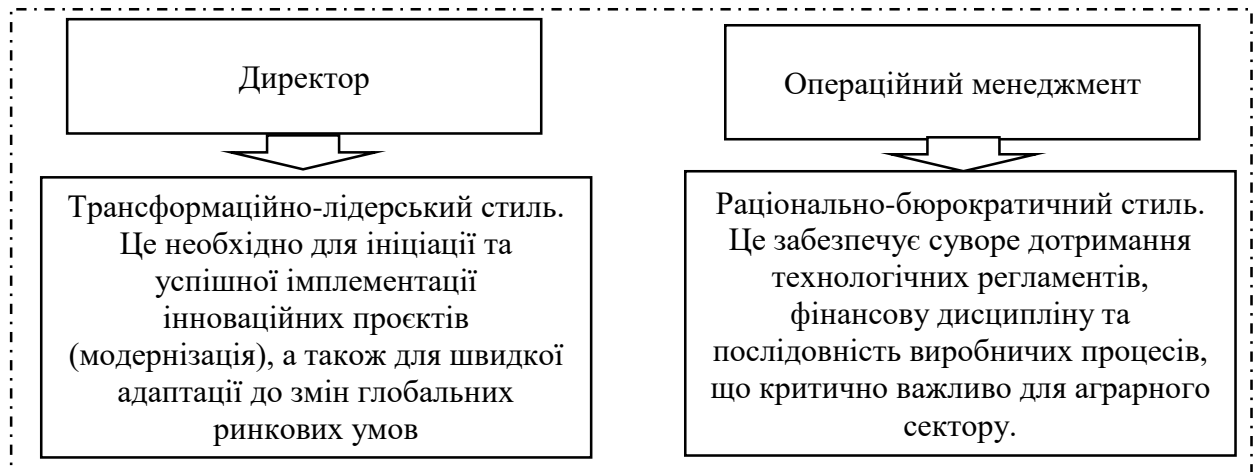 Директор
Трансформаційно-лідерський стиль.
Це необхідно для ініціації та
успішної імплементації
інноваційних проєктів
(модернізація), а також для швидкої
адаптації до змін глобальних
ринкових умов
Операційний менеджмент
Раціонально-бюрократичний стиль.
Це забезпечує суворе дотримання
технологічних регламентів,
фінансову дисципліну та
послідовність виробничих процесів,
що критично важливо для аграрного
сектору.